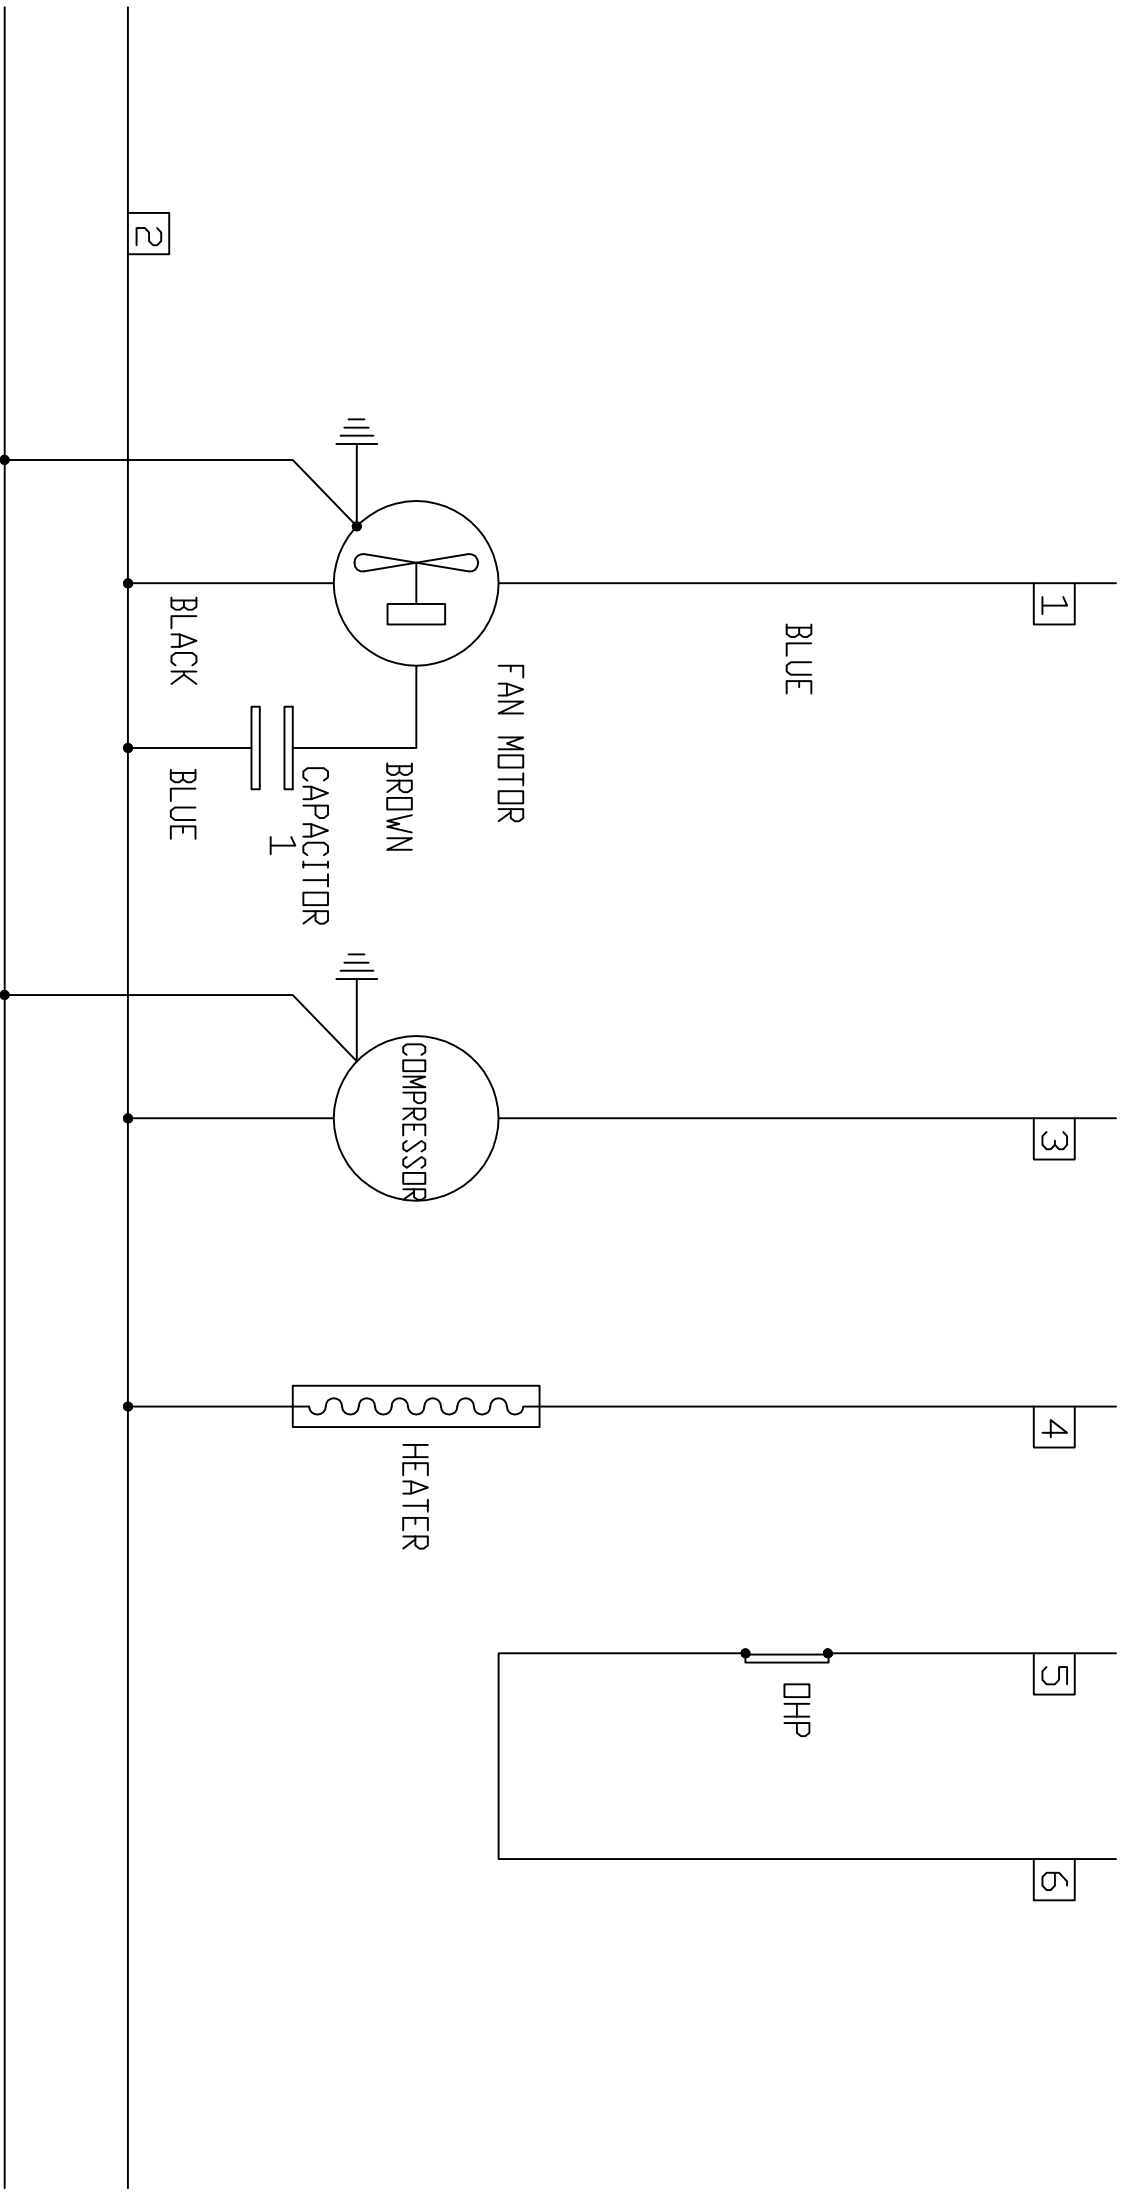 1
3
4
5
6
BLUE
OHP
FAN MOTOR
BROWN
COMPRESSOR
HEATER
CAPACITOR
1
BLACK
BLUE
2